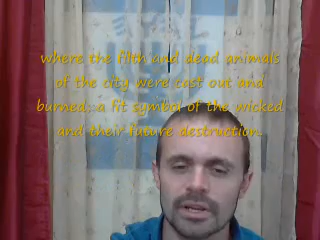 where the filth and dead animals
of the city were cast out and
burned; a fit symbol of the wicked
and their future destruction.